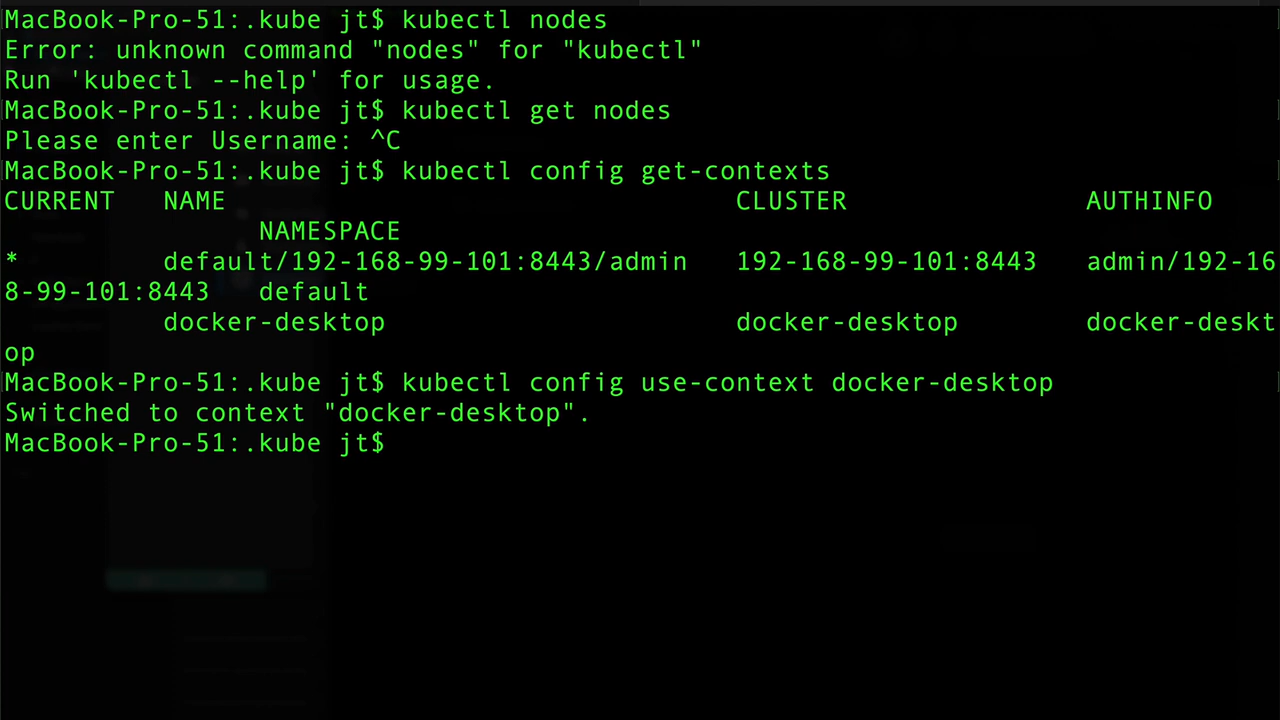 MacBook-Pro-51:.kube jt$ kubectl nodes
Error: unknown command "nodes" for "kubectl"
Run 'kubectl --help' for usage.
MacBook-Pro-51:.kube jt$ kubectl get nodes
Please enter Username: ^C
MacBook-Pro-51:.kube jt$ kubectl config get-contexts
CURRENT   NAME                                CLUSTER               AUTHINFO
                NAMESPACE
*         default/192-168-99-101:8443/admin   192-168-99-101:8443   admin/192-16
8-99-101:8443   default
          docker-desktop                      docker-desktop        docker-deskt
op
MacBook-Pro-51:.kube jt$ kubectl config use-context docker-desktop
Switched to context "docker-desktop".
MacBook-Pro-51:.kube jt$